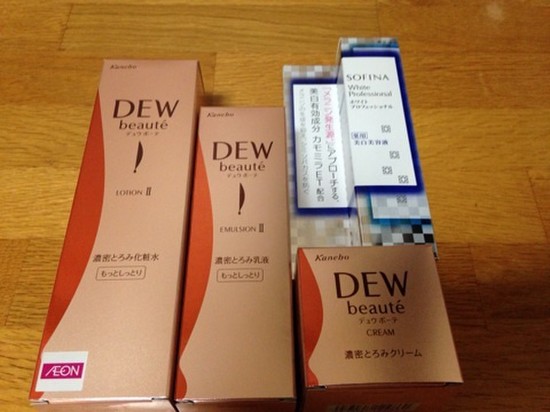 Kanebo
DEW
beauté
デュウ ボーテ
LOTION II
濃密とろみ化粧水
もっとしっとり
ÆON
Kanebo
DEW
beauté
デュウ ボーテ
EMULSION II
濃密とろみ乳液
もっとしっとり
美白有効成分 カモミラET配合
SOFINA
White
Professional
ホワイト
プロフェッショナル
薬用
美白美容液
Kanebo
DEW
beauté
デュウ ボーテ
CREAM
濃密とろみクリーム